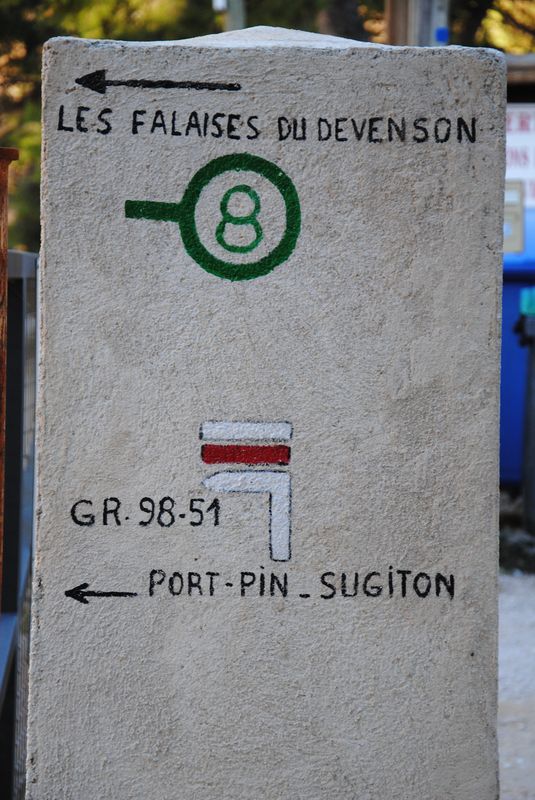 LES FALAISES DU DEVENSON
8
GR. 98-51
PORT-PIN_SUGITON